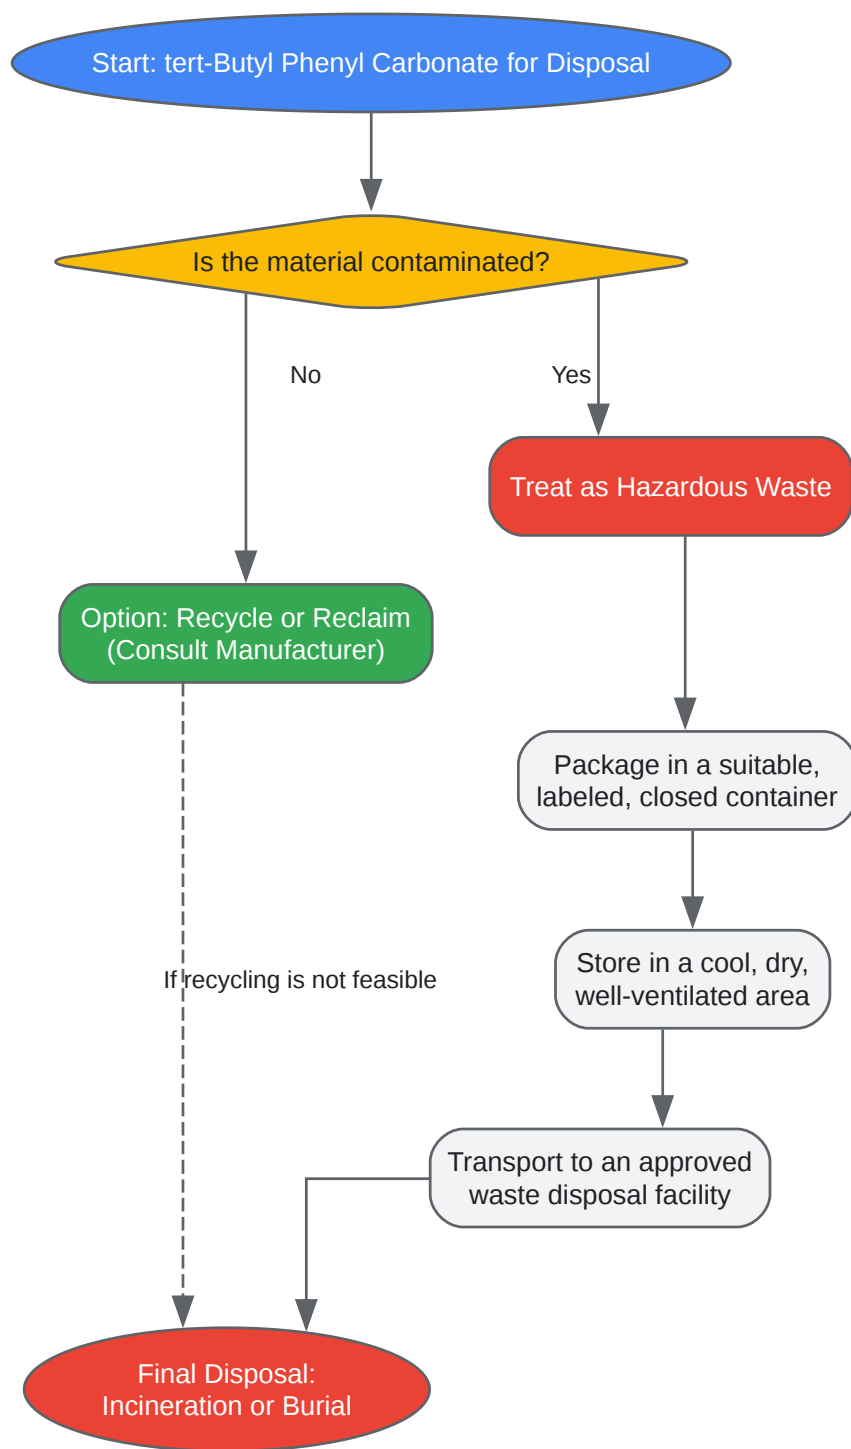 Start: tert-Butyl Phenyl Carbonate for Disposal
Is the material contaminated?
No
Yes
Treat as Hazardous Waste
Option: Recycle or Reclaim
(Consult Manufacturer)
Package in a suitable,
labeled, closed container
Store in a cool, dry,
well-ventilated area
If recycling is not feasible
Transport to an approved
waste disposal facility
Final Disposal:
Incineration or Burial